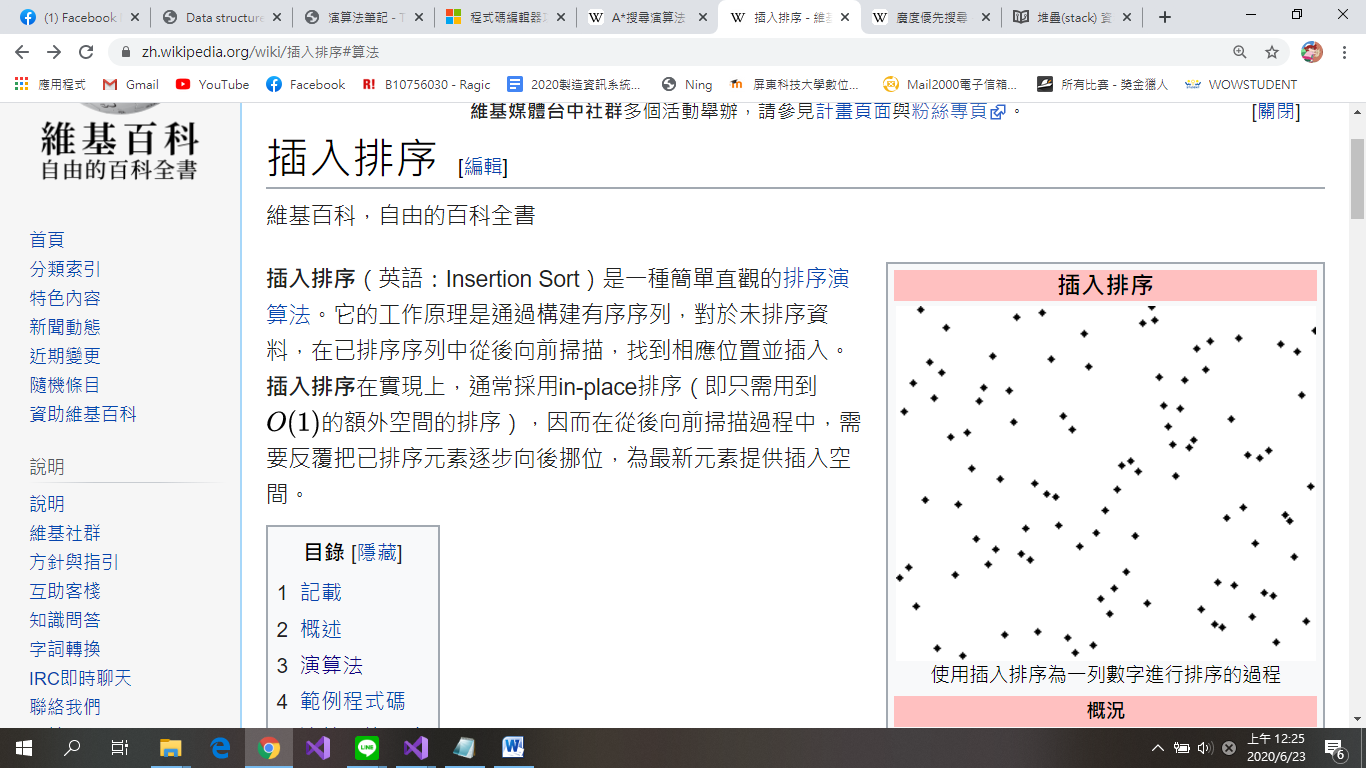 (1) Facebook
Data structure
演算法筆記 - T
程式碼編輯器
A*搜尋演算法
插入排序 - 維基
廣度優先搜尋
堆疊(stack) 資
zh.wikipedia.org/wiki/插入排序#算法
應用程式
Gmail
YouTube
Facebook
B10756030 - Ragic
2020製造資訊系統...
Ning
屏東科技大學數位...
Mail2000電子信箱...
所有比賽 - 獎金獵人
WOWSTUDENT
維基媒體台中社群多個活動舉辦，請參見計畫頁面與粉絲專頁。
[關閉]
維基百科
自由的百科全書
首頁
分類索引
特色內容
新聞動態
近期變更
隨機條目
資助維基百科
說明
說明
維基社群
方針與指引
互助客棧
知識問答
字詞轉換
IRC即時聊天
聯絡我們
插入排序 [編輯]
維基百科，自由的百科全書
插入排序（英語：Insertion Sort）是一種簡單直觀的排序演
算法。它的工作原理是通過構建有序序列，對於未排序資
料，在已排序序列中從後向前掃描，找到相應位置並插入。
插入排序在實現上，通常採用in-place排序（即只需用到
O(1)的額外空間的排序），因而在從後向前掃描過程中，需
要反覆把已排序元素逐步向後挪位，為最新元素提供插入空
間。
目錄 [隱藏]
1 記載
2 概述
3 演算法
4 範例程式碼
插入排序
使用插入排序為一列數字進行排序的過程
概況
上午 12:25
2020/6/23
6